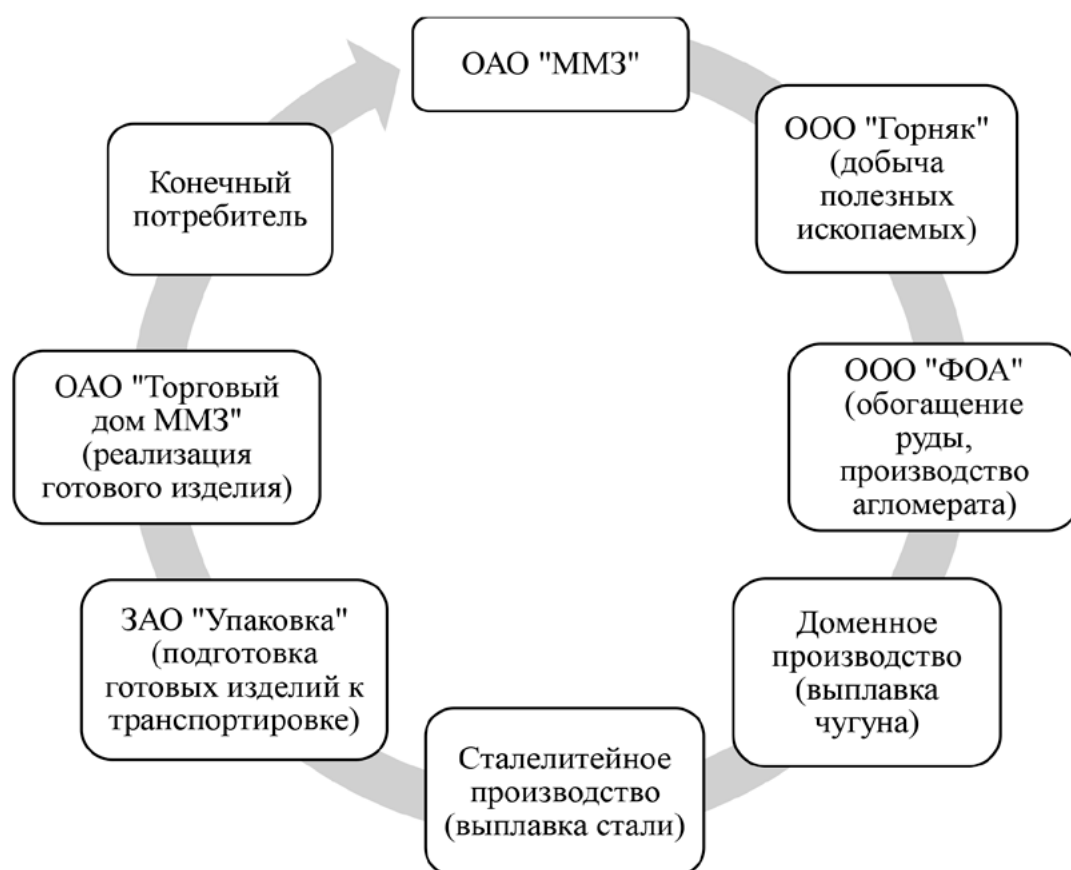 ОАО "ММЗ"
ООО "Горняк"
(добыча
полезных
ископаемых)
ООО "ФОА"
(обогащение
руды,
производство
агломерата)
Доменное
производство
(выплавка
чугуна)
Сталелитейное
производство
(выплавка стали)
ЗАО "Упаковка"
(подготовка
готовых изделий к
транспортировке)
ОАО "Торговый
дом ММЗ"
(реализация
готового изделия)
Конечный
потребитель